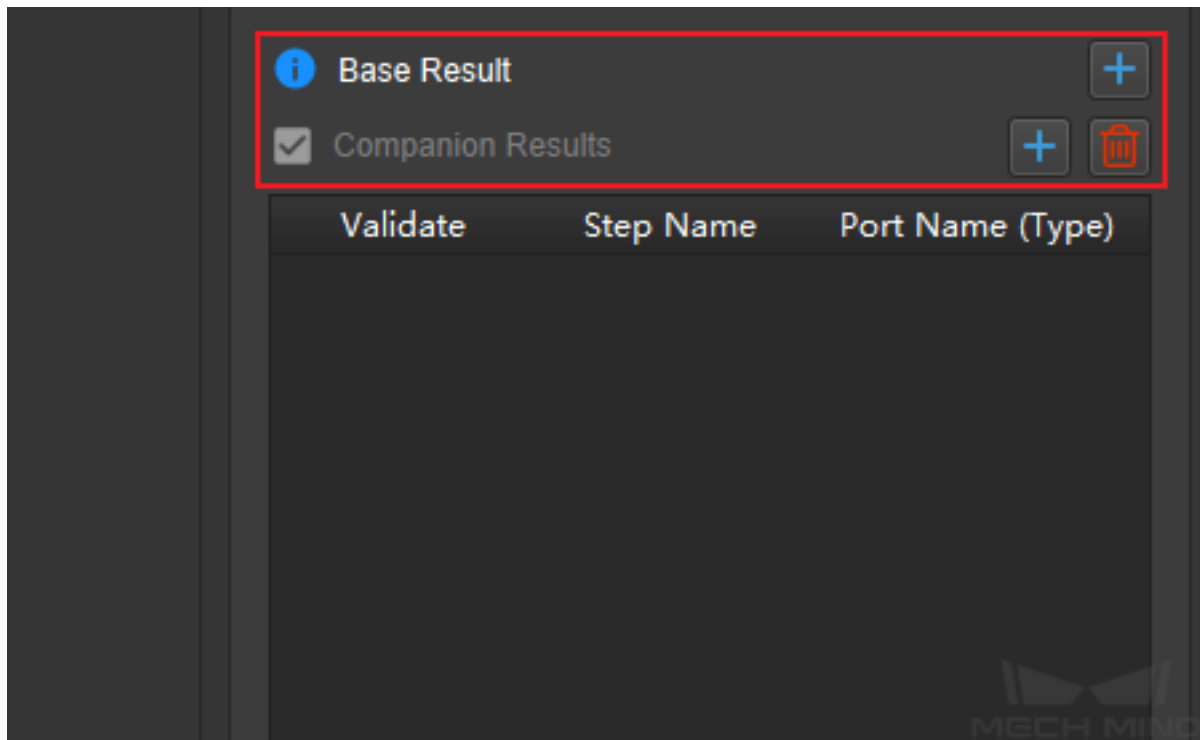 Base Result
Companion Results
Validate Step Name Port Name (Type)
MECH MIND